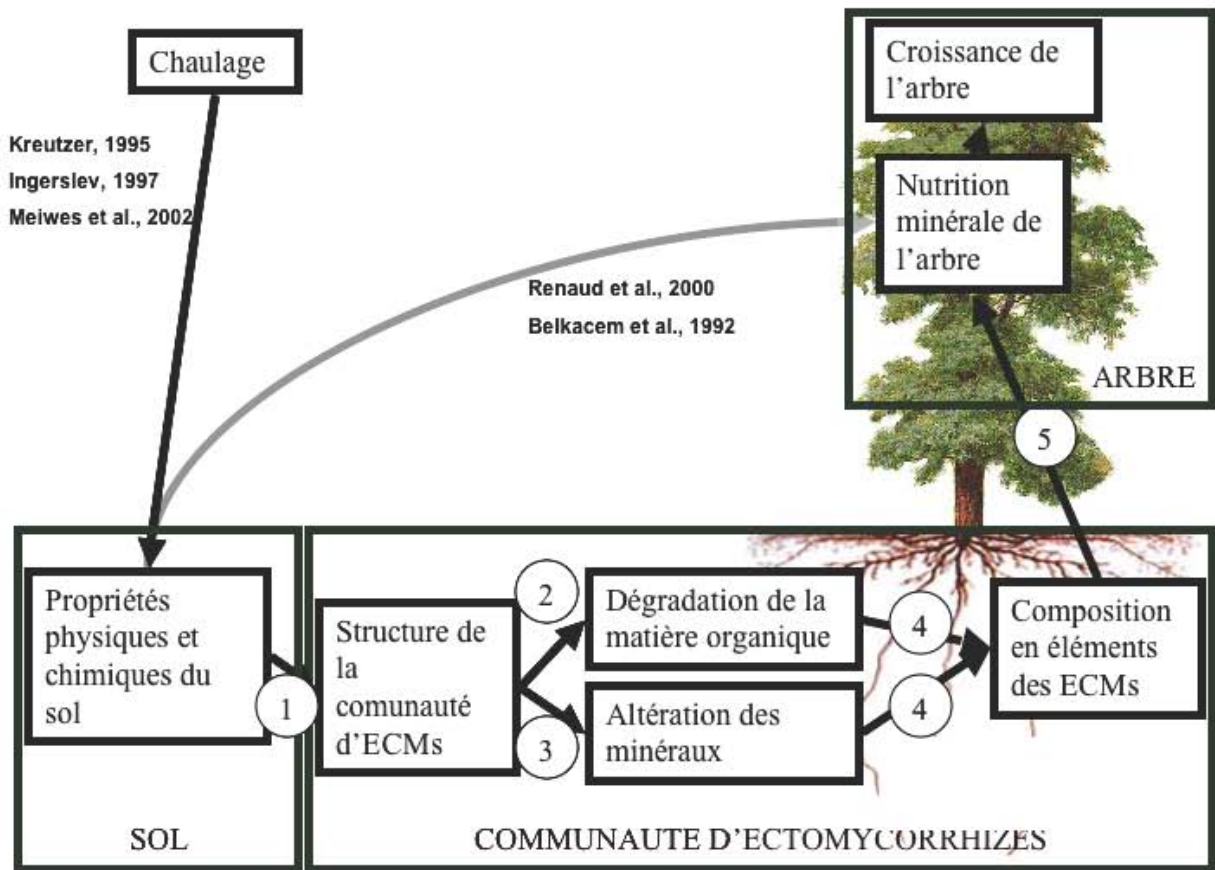 Chaulage
Kreutzer, 1995
Ingerslev, 1997
Meiwes et al., 2002
Croissance de
l’arbre
Nutrition
minérale de
l’arbre
Renaud et al., 2000
Belkacem et al., 1992
ARBRE
5
Propriétés
physiques et
chimiques du
sol
1
Structure de
la
comunauté
d’ECMs
2
3
Dégradation de la
matière organique
Altération des
minéraux
4
4
Composition
en éléments
des ECMs
SOL
COMMUNAUTE D’ECTOMYCORRHIZES